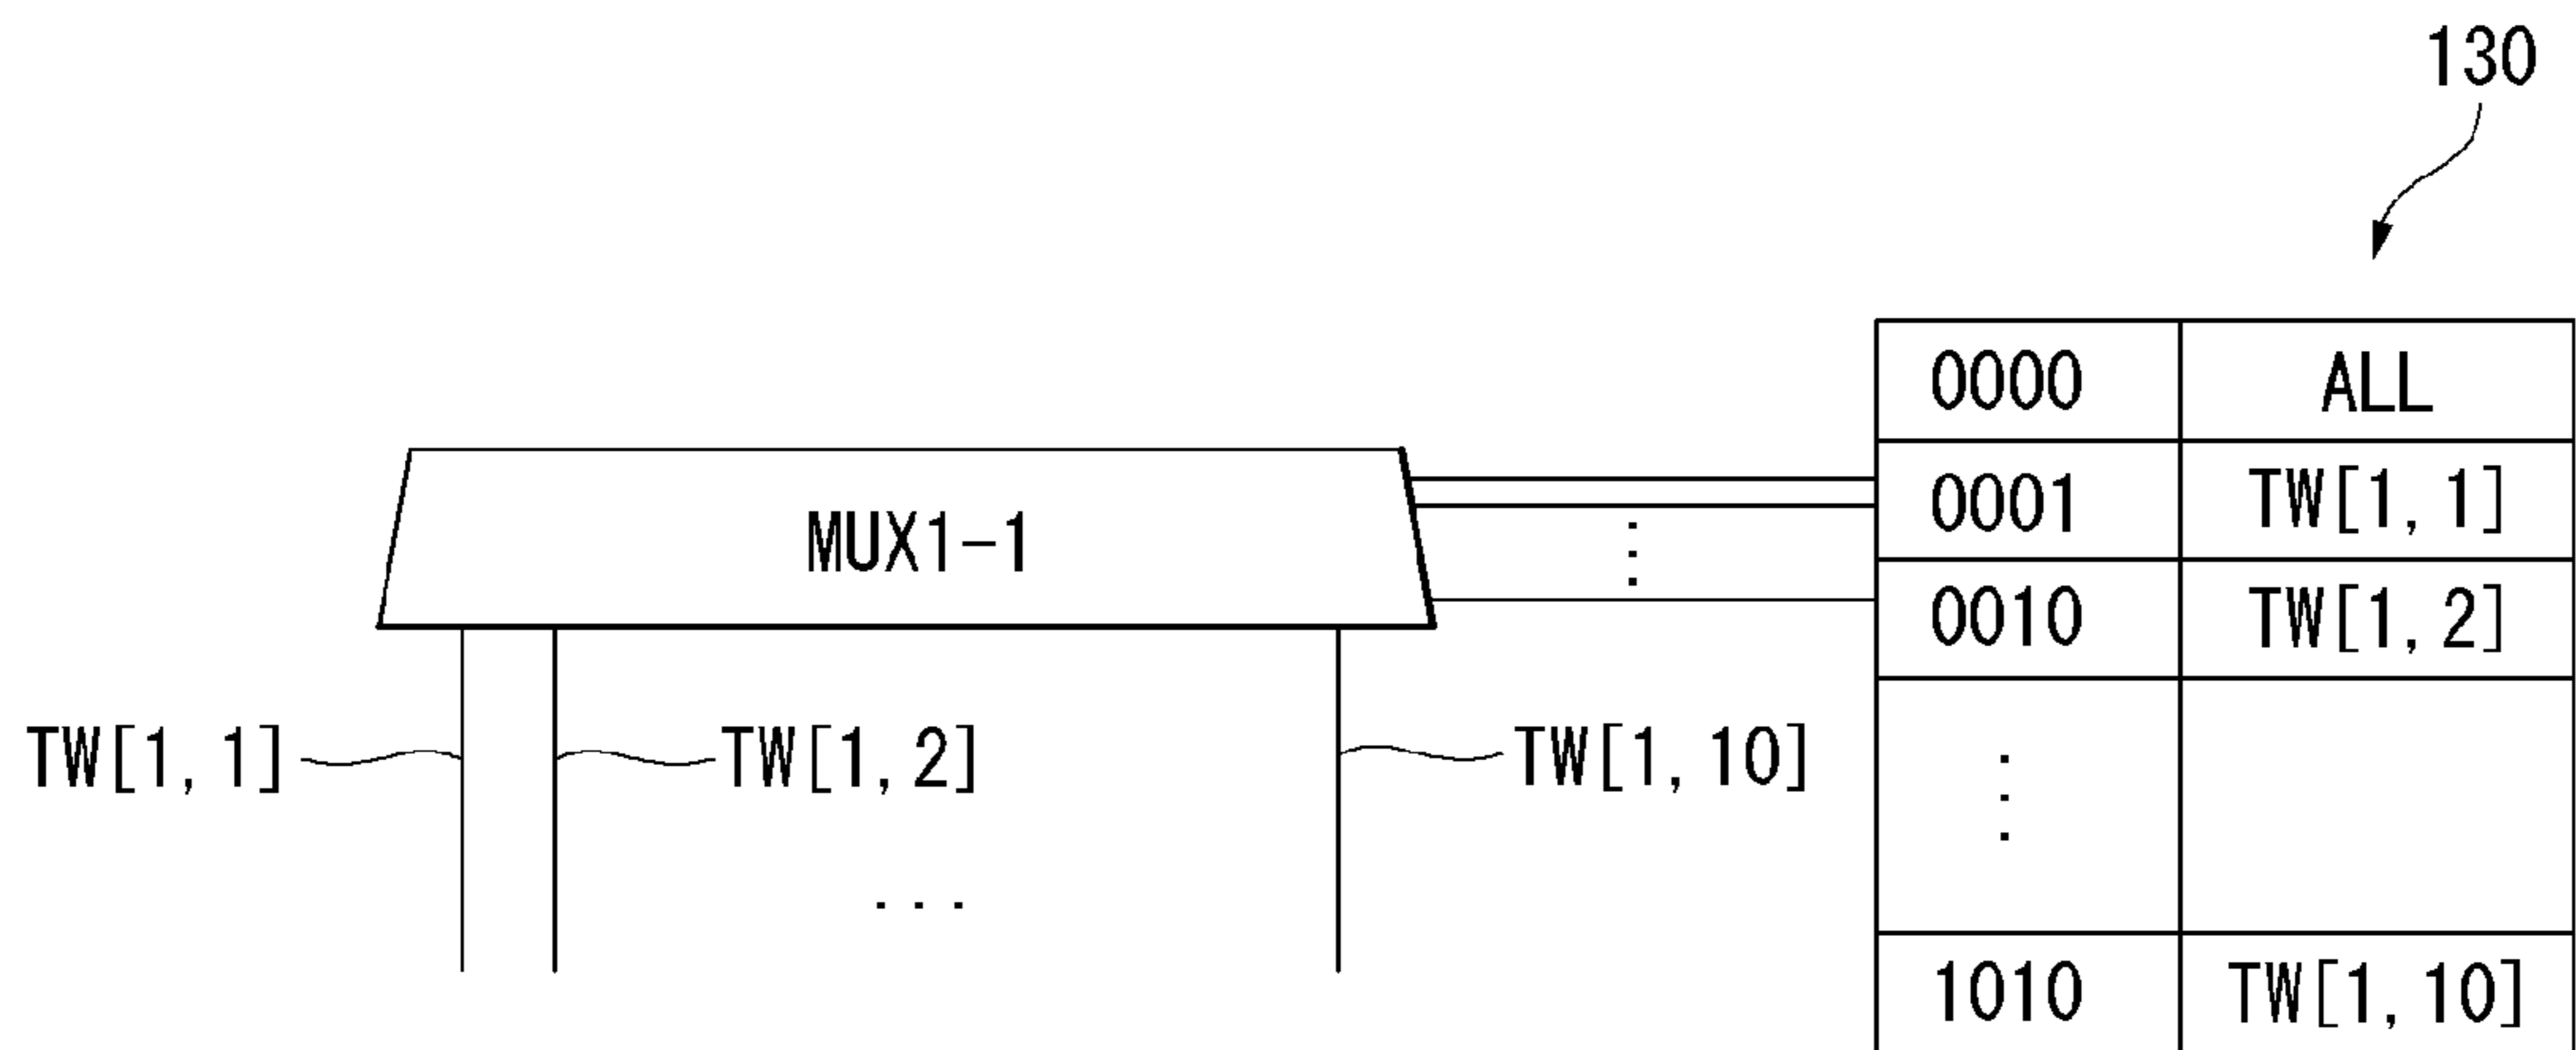 130
0000 ALL
0001 TW[1, 1]
0010 TW[1, 2]
⋮
1010 TW[1, 10]
MUX1-1
⋮
TW[1, 1] TW[1, 2] TW[1, 10]
...